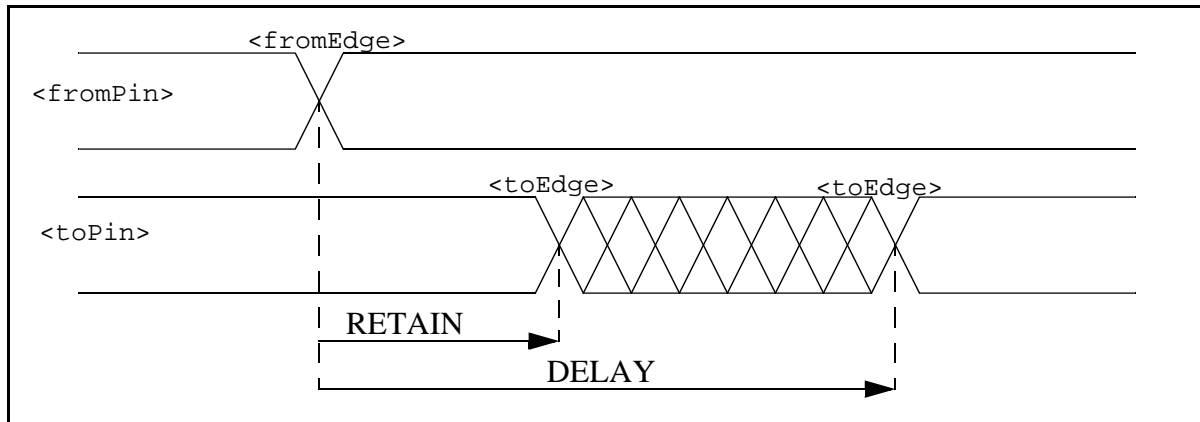 <fromEdge>
<fromPin>
<toEdge> <toEdge>
<toPin>
RETAIN
DELAY